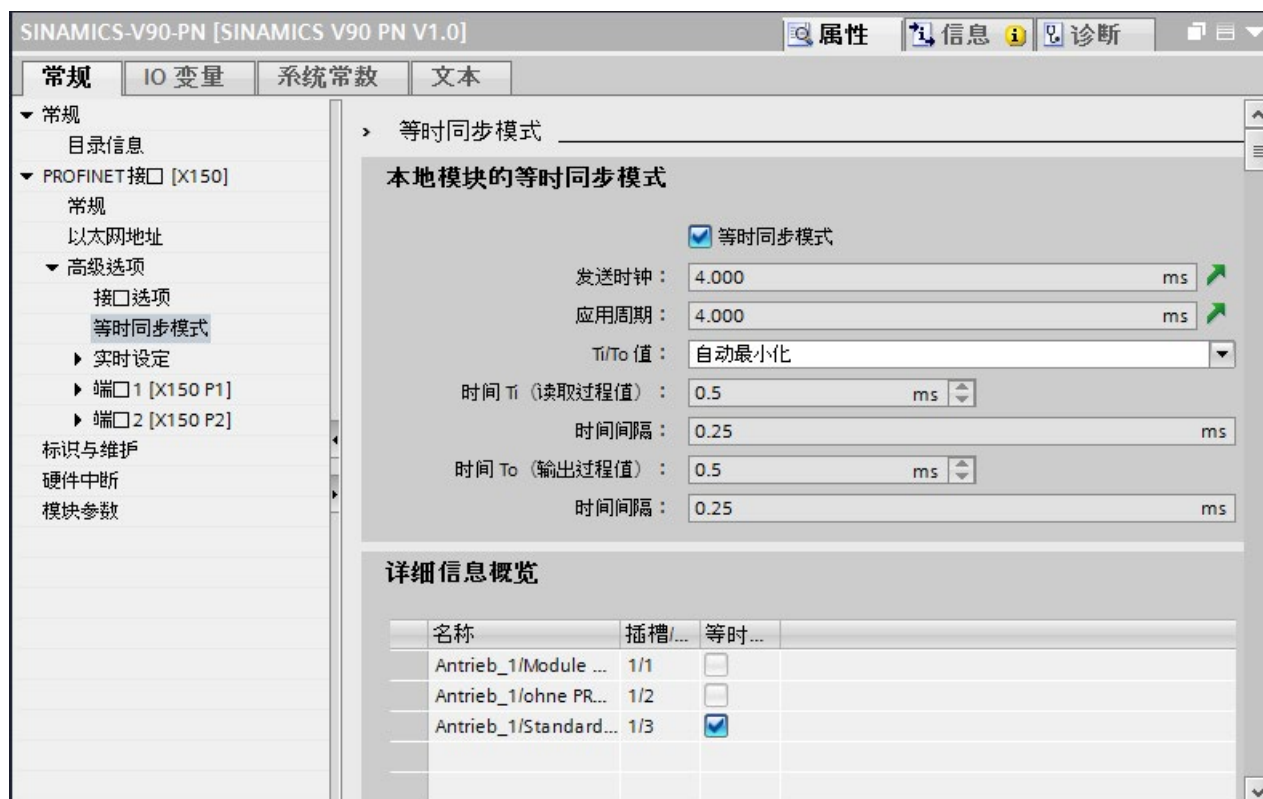 SINAMICS-V90-PN [SINAMICS V90 PN V1.0]
属性
信息
诊断
常规
IO 变量
系统常数
文本
常规
目录信息
PROFINET接口 [X150]
常规
以太网地址
高级选项
接口选项
等时同步模式
实时设定
端口1 [X150 P1]
端口2 [X150 P2]
标识与维护
硬件中断
模块参数
等时同步模式
本地模块的等时同步模式
等时同步模式
发送时钟： 4.000 ms
应用周期： 4.000 ms
Ti/To 值： 自动最小化
时间 Ti（读取过程值）： 0.5 ms
时间间隔： 0.25 ms
时间 To（输出过程值）： 0.5 ms
时间间隔： 0.25 ms
详细信息概览
名称 插槽/... 等时...
Antrieb_1/Module ... 1/1
Antrieb_1/ohne PR... 1/2
Antrieb_1/Standard... 1/3